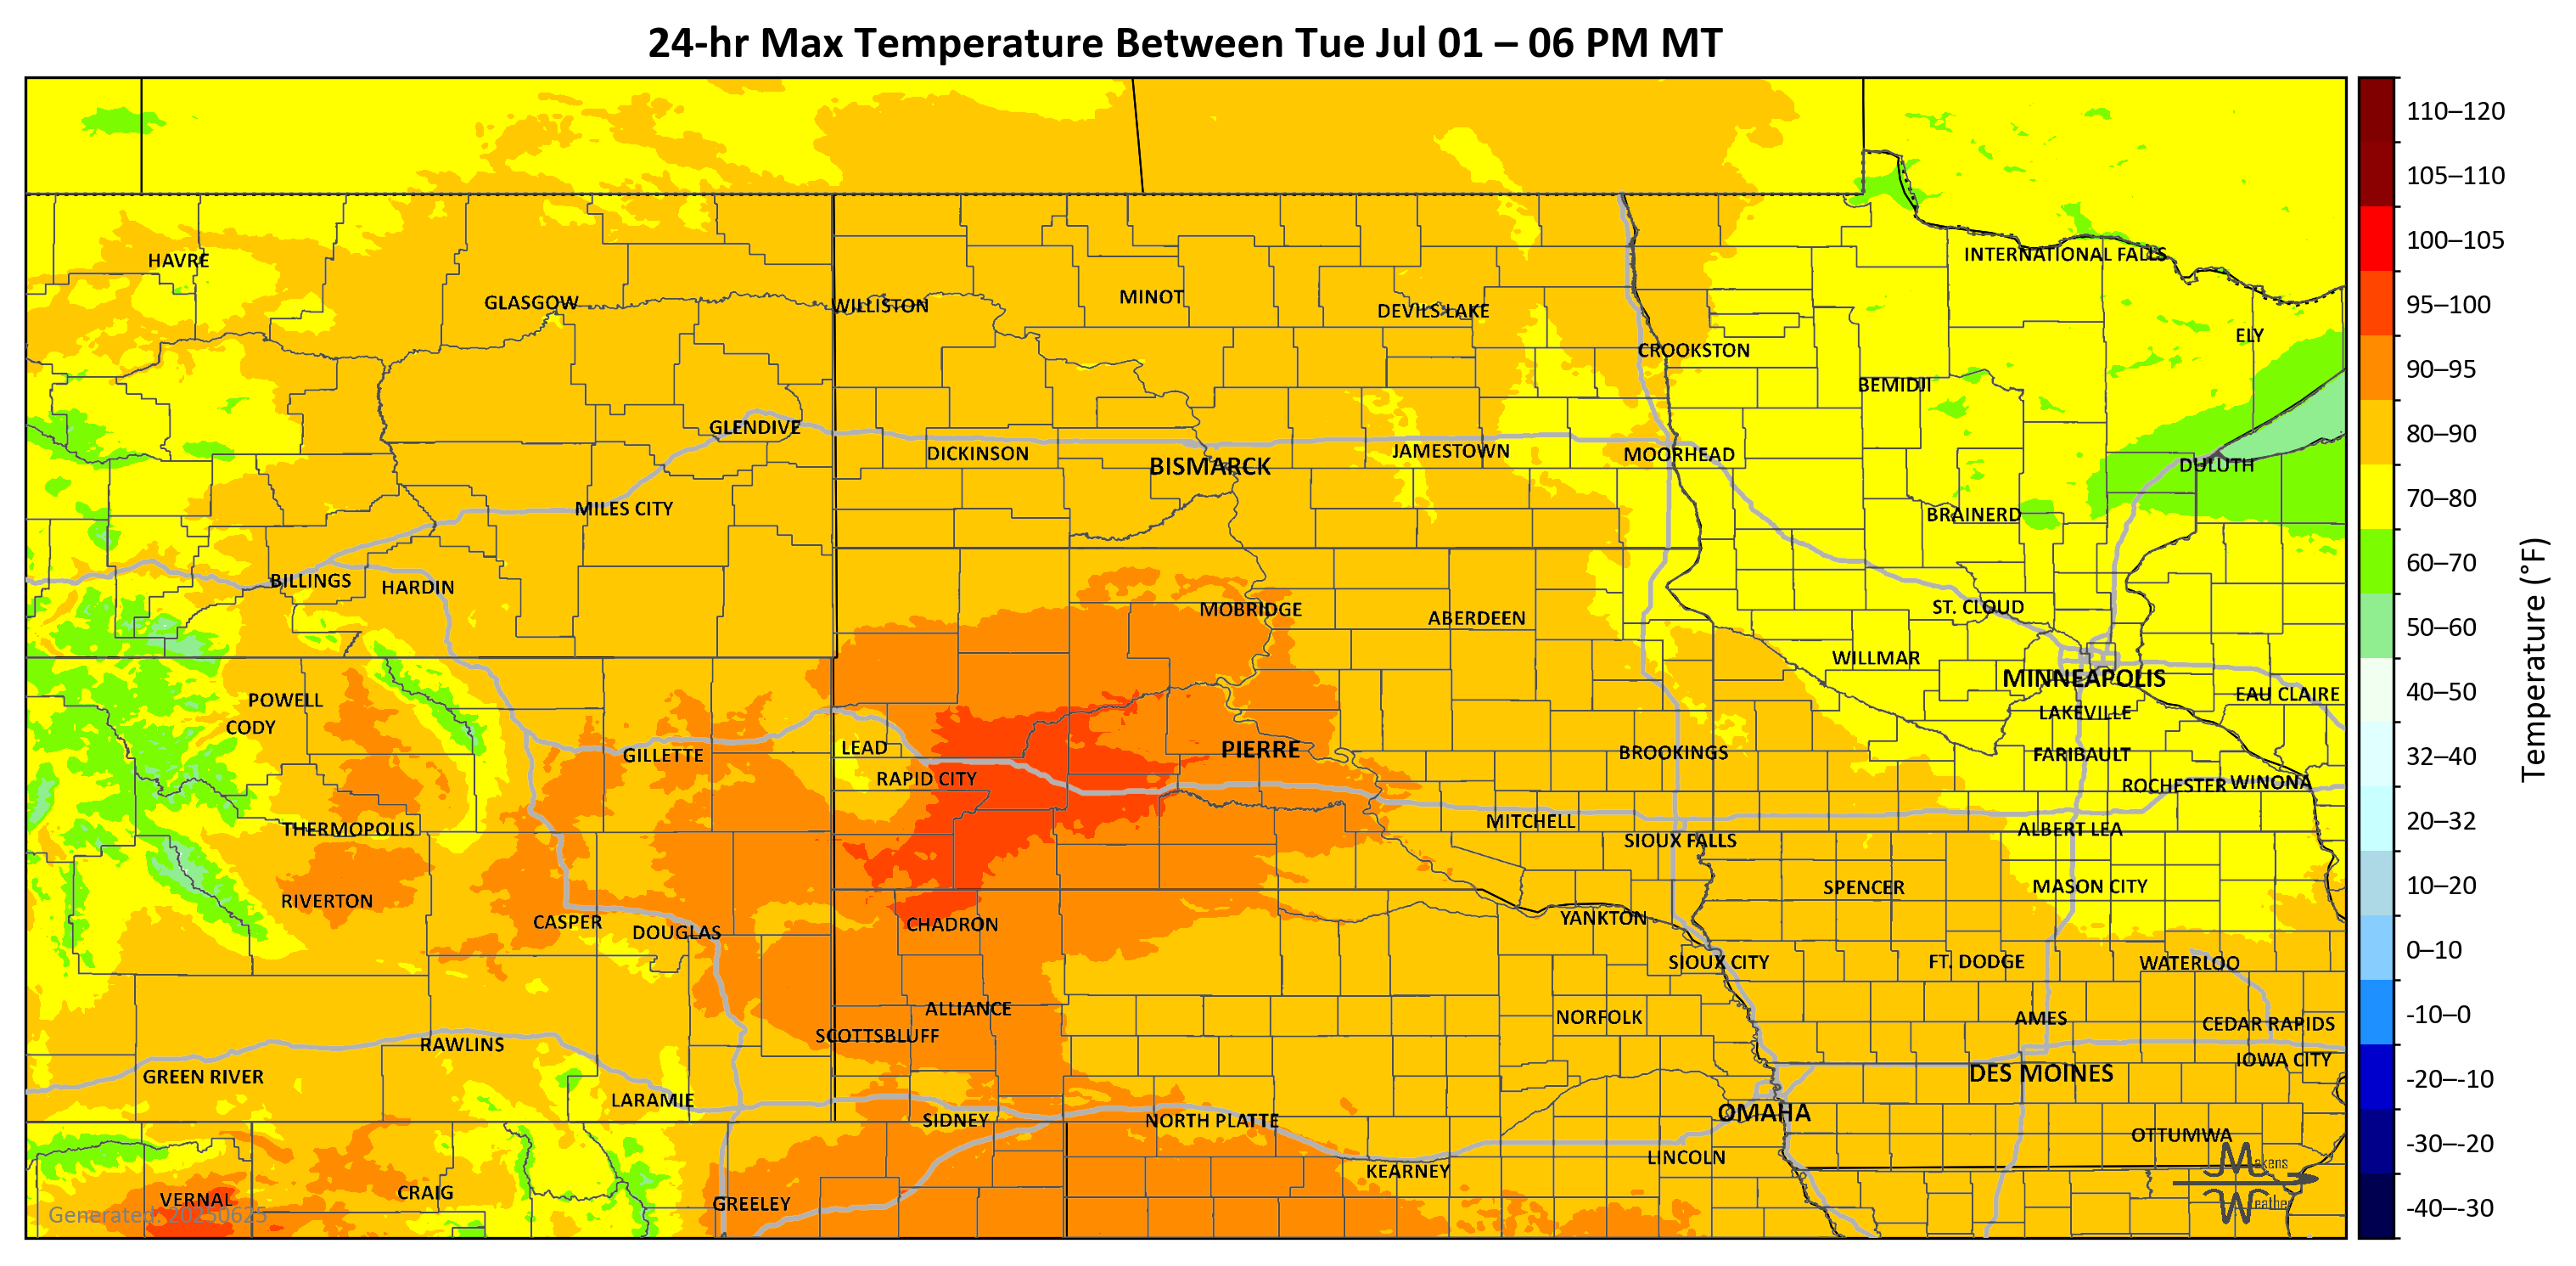 24-hr Max Temperature Between Tue Jul 01 – 06 PM MT
HAVRE
GLASGOW
WILLISTON
MINOT
DEVILS LAKE
CROOKSTON
INTERNATIONAL FALLS
ELY
BEMIDJI
GLENDIVE
DICKINSON
BISMARCK
JAMESTOWN
MOORHEAD
DULUTH
MILES CITY
BRAINERD
BILLINGS
HARDIN
MOBRIDGE
ABERDEEN
ST. CLOUD
WILLMAR
MINNEAPOLIS
EAU CLAIRE
POWELL
CODY
LAKEVILLE
GILLETTE
LEAD
PIERRE
BROOKINGS
FARIBAULT
RAPID CITY
ROCHESTER
WINONA
THERMOPOLIS
MITCHELL
SIOUX FALLS
ALBERT LEA
RIVERTON
SPENCER
MASON CITY
CASPER
DOUGLAS
CHADRON
YANKTON
SIOUX CITY
FT. DODGE
WATERLOO
ALLIANCE
NORFOLK
AMES
CEDAR RAPIDS
SCOTTSBLUFF
RAWLINS
IOWA CITY
GREEN RIVER
DES MOINES
LARAMIE
SIDNEY
NORTH PLATTE
OMAHA
OTTUMWA
LINCOLN
KEARNEY
VERNAL
CRAIG
GREELEY
Generated: 20250625
Makens
Weather
110–120
105–110
100–105
95–100
90–95
80–90
70–80
60–70
50–60
40–50
32–40
20–32
10–20
0–10
-10–0
-20–-10
-30–-20
-40–-30
Temperature (°F)